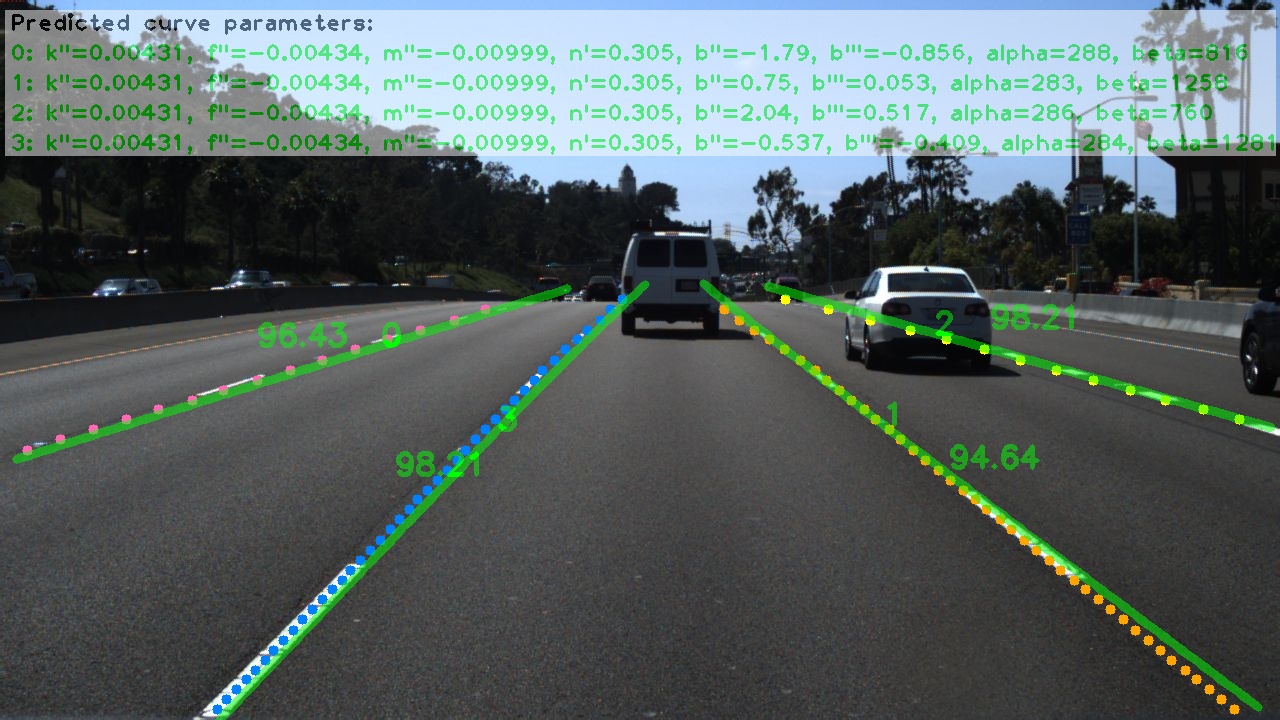 Predicted curve parameters:
0: k''=0.00431, f''=-0.00434, m''=-0.00999, n'=0.305, b''=-1.79, b'''=-0.856, alpha=288, beta=816
1: k''=0.00431, f''=-0.00434, m''=-0.00999, n'=0.305, b''=0.75, b'''=0.053, alpha=283, beta=1258
2: k''=0.00431, f''=-0.00434, m''=-0.00999, n'=0.305, b''=2.04, b'''=0.517, alpha=286, beta=760
3: k''=0.00431, f''=-0.00434, m''=-0.00999, n'=0.305, b''=-0.537, b'''=-0.409, alpha=284, beta=1281
CALL
BOX
96.43 0
2 98.21
3
1
98.21
94.64